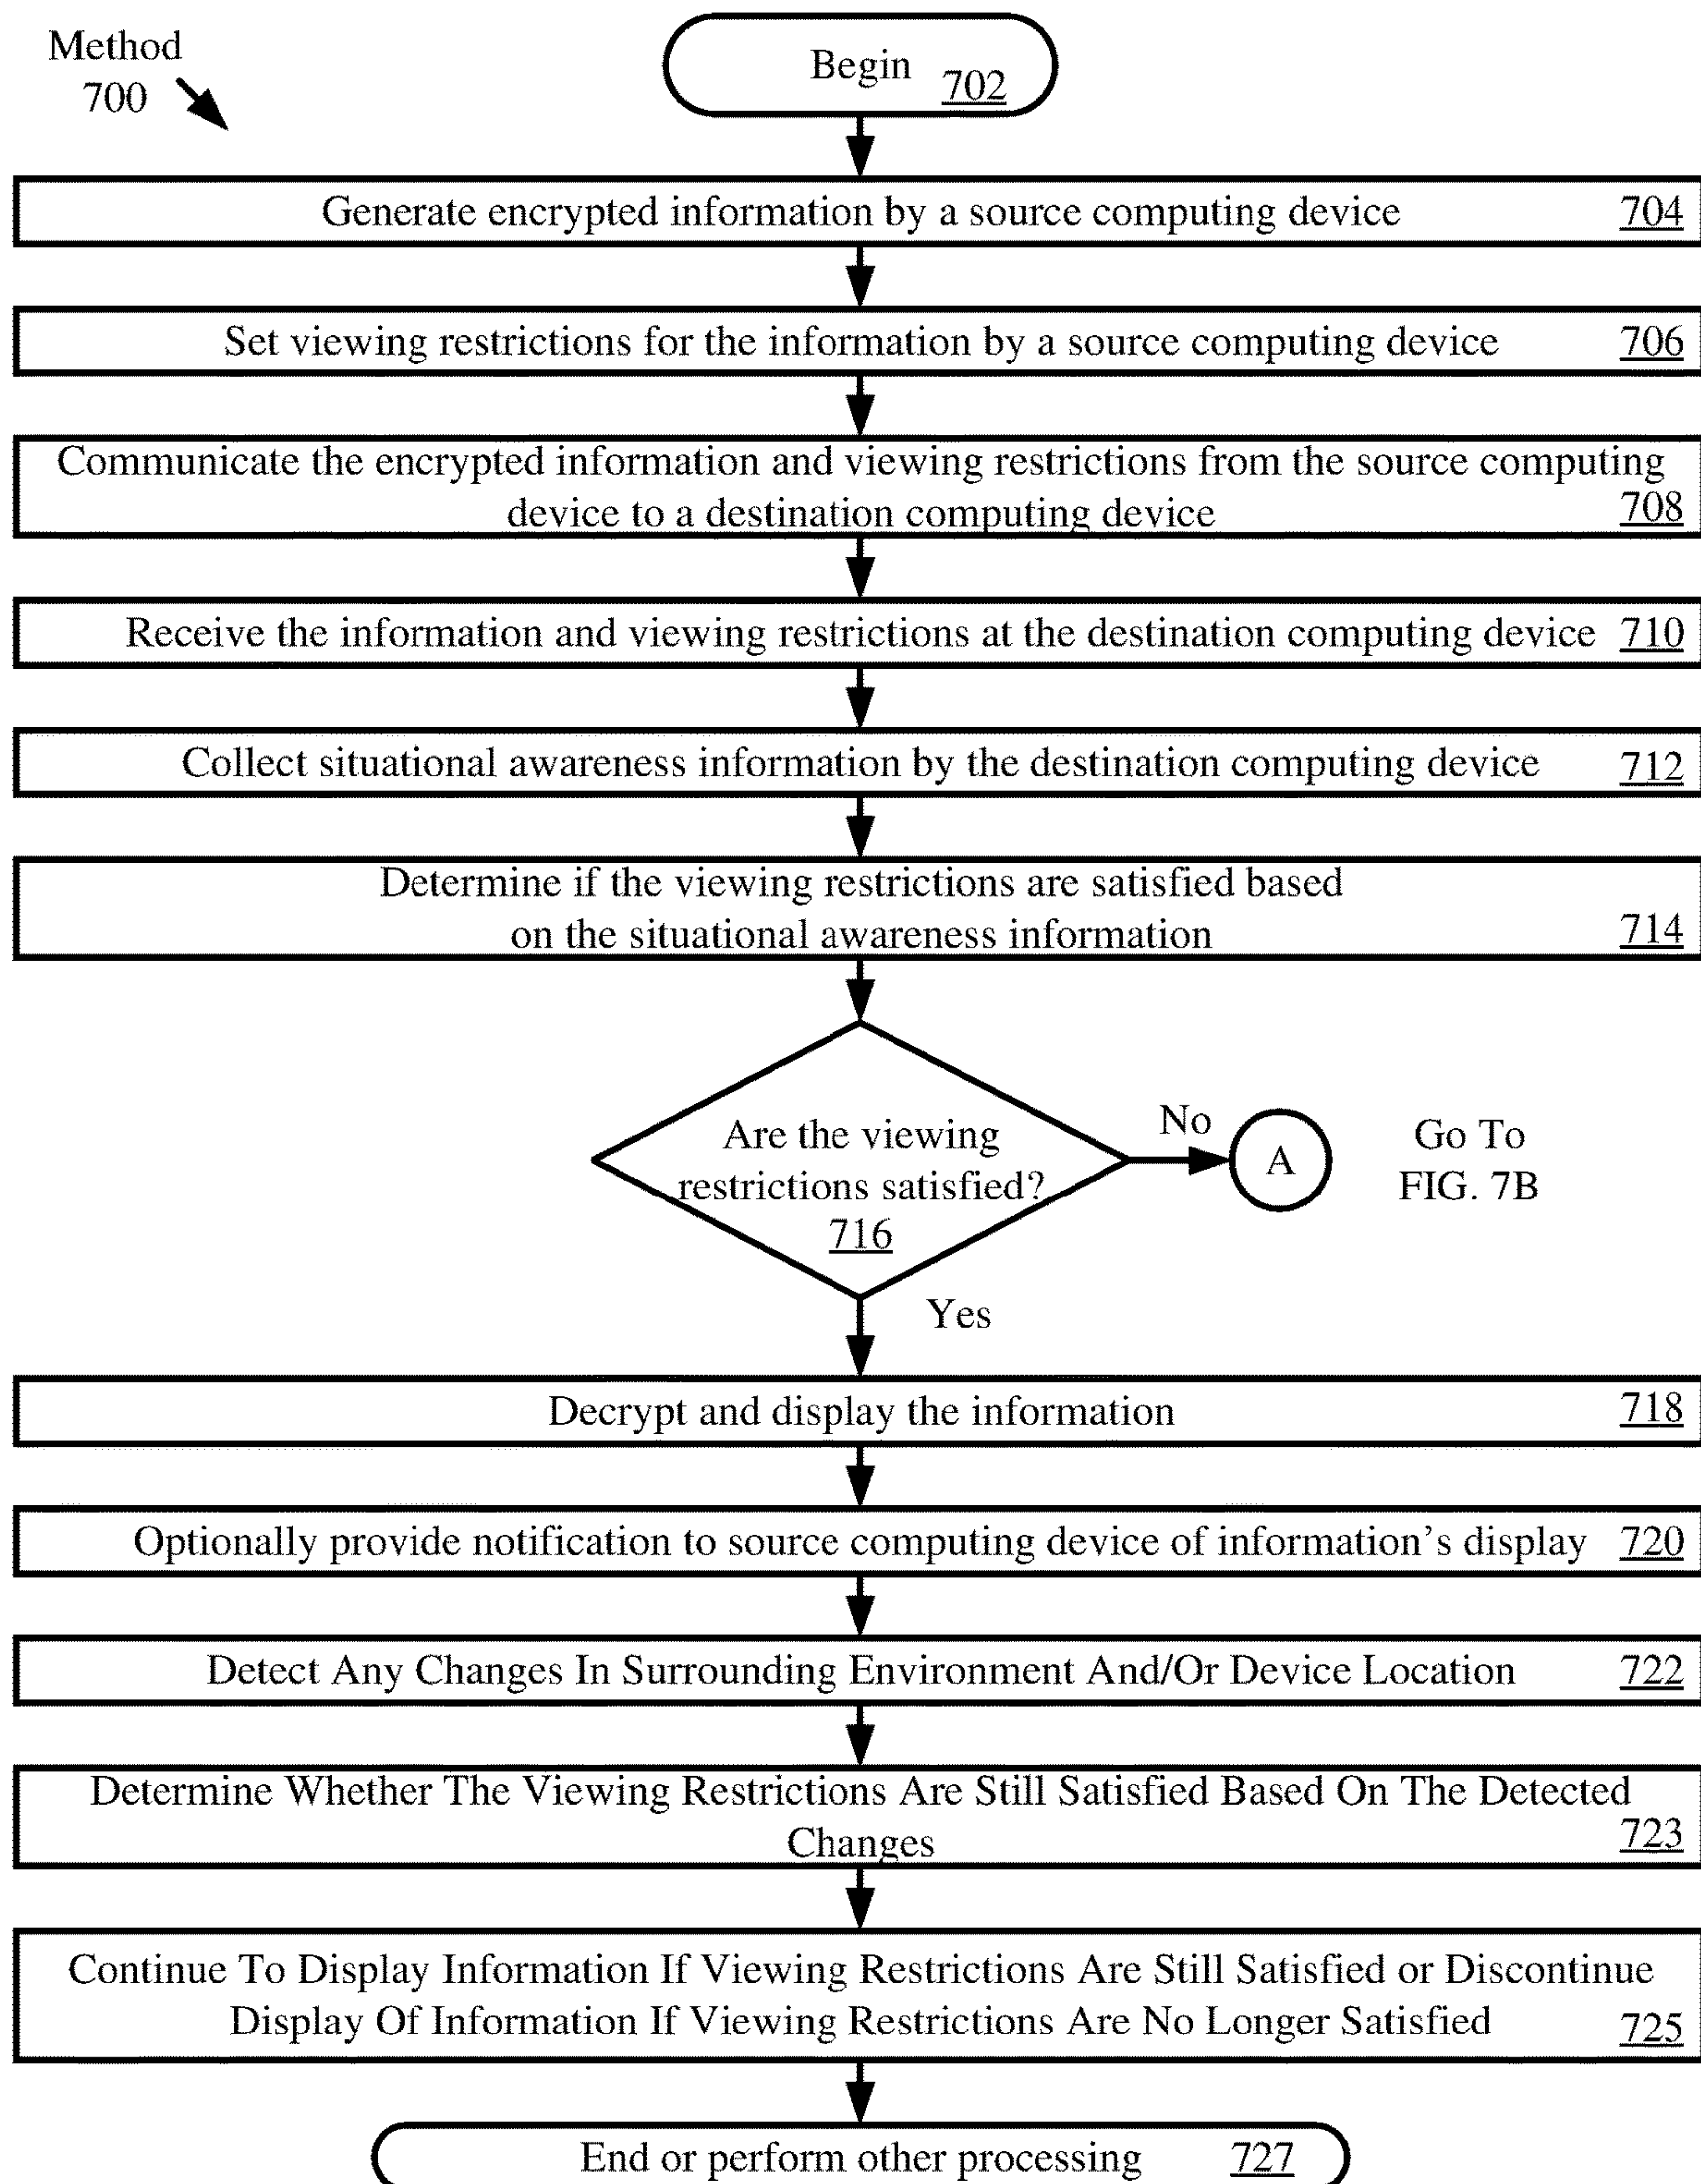 Method
700
Begin 702
Generate encrypted information by a source computing device 704
Set viewing restrictions for the information by a source computing device 706
Communicate the encrypted information and viewing restrictions from the source computing
device to a destination computing device 708
Receive the information and viewing restrictions at the destination computing device 710
Collect situational awareness information by the destination computing device 712
Determine if the viewing restrictions are satisfied based
on the situational awareness information 714
Are the viewing
restrictions satisfied?
716
No
A
Go To
FIG. 7B
Yes
Decrypt and display the information 718
Optionally provide notification to source computing device of information's display 720
Detect Any Changes In Surrounding Environment And/Or Device Location 722
Determine Whether The Viewing Restrictions Are Still Satisfied Based On The Detected
Changes 723
Continue To Display Information If Viewing Restrictions Are Still Satisfied or Discontinue
Display Of Information If Viewing Restrictions Are No Longer Satisfied 725
End or perform other processing 727